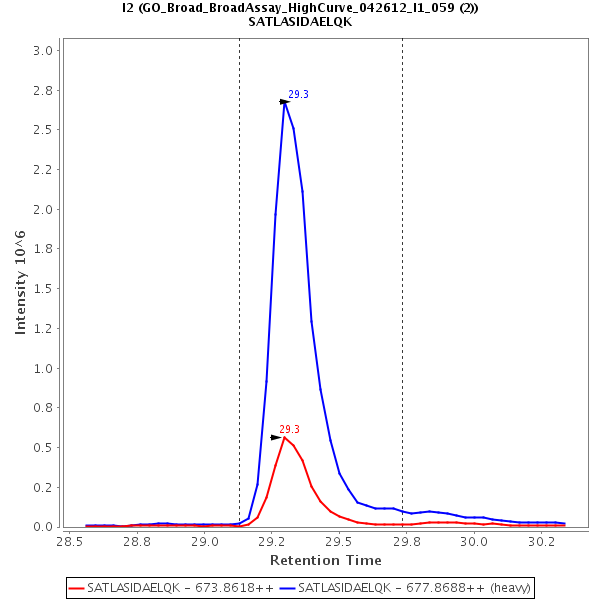 I2 (GO_Broad_BroadAssay_HighCurve_042612_I1_059 (2))
SATLASIDAELQK
3.0
2.8
2.5
2.2
2.0
1.8
1.5
1.2
1.0
0.8
0.5
0.2
0.0
Intensity 10^6
29.3
29.3
28.5 28.8 29.0 29.2 29.5 29.8 30.0 30.2
Retention Time
SATLASIDAELQK - 673.8618++ SATLASIDAELQK - 677.8688++ (heavy)